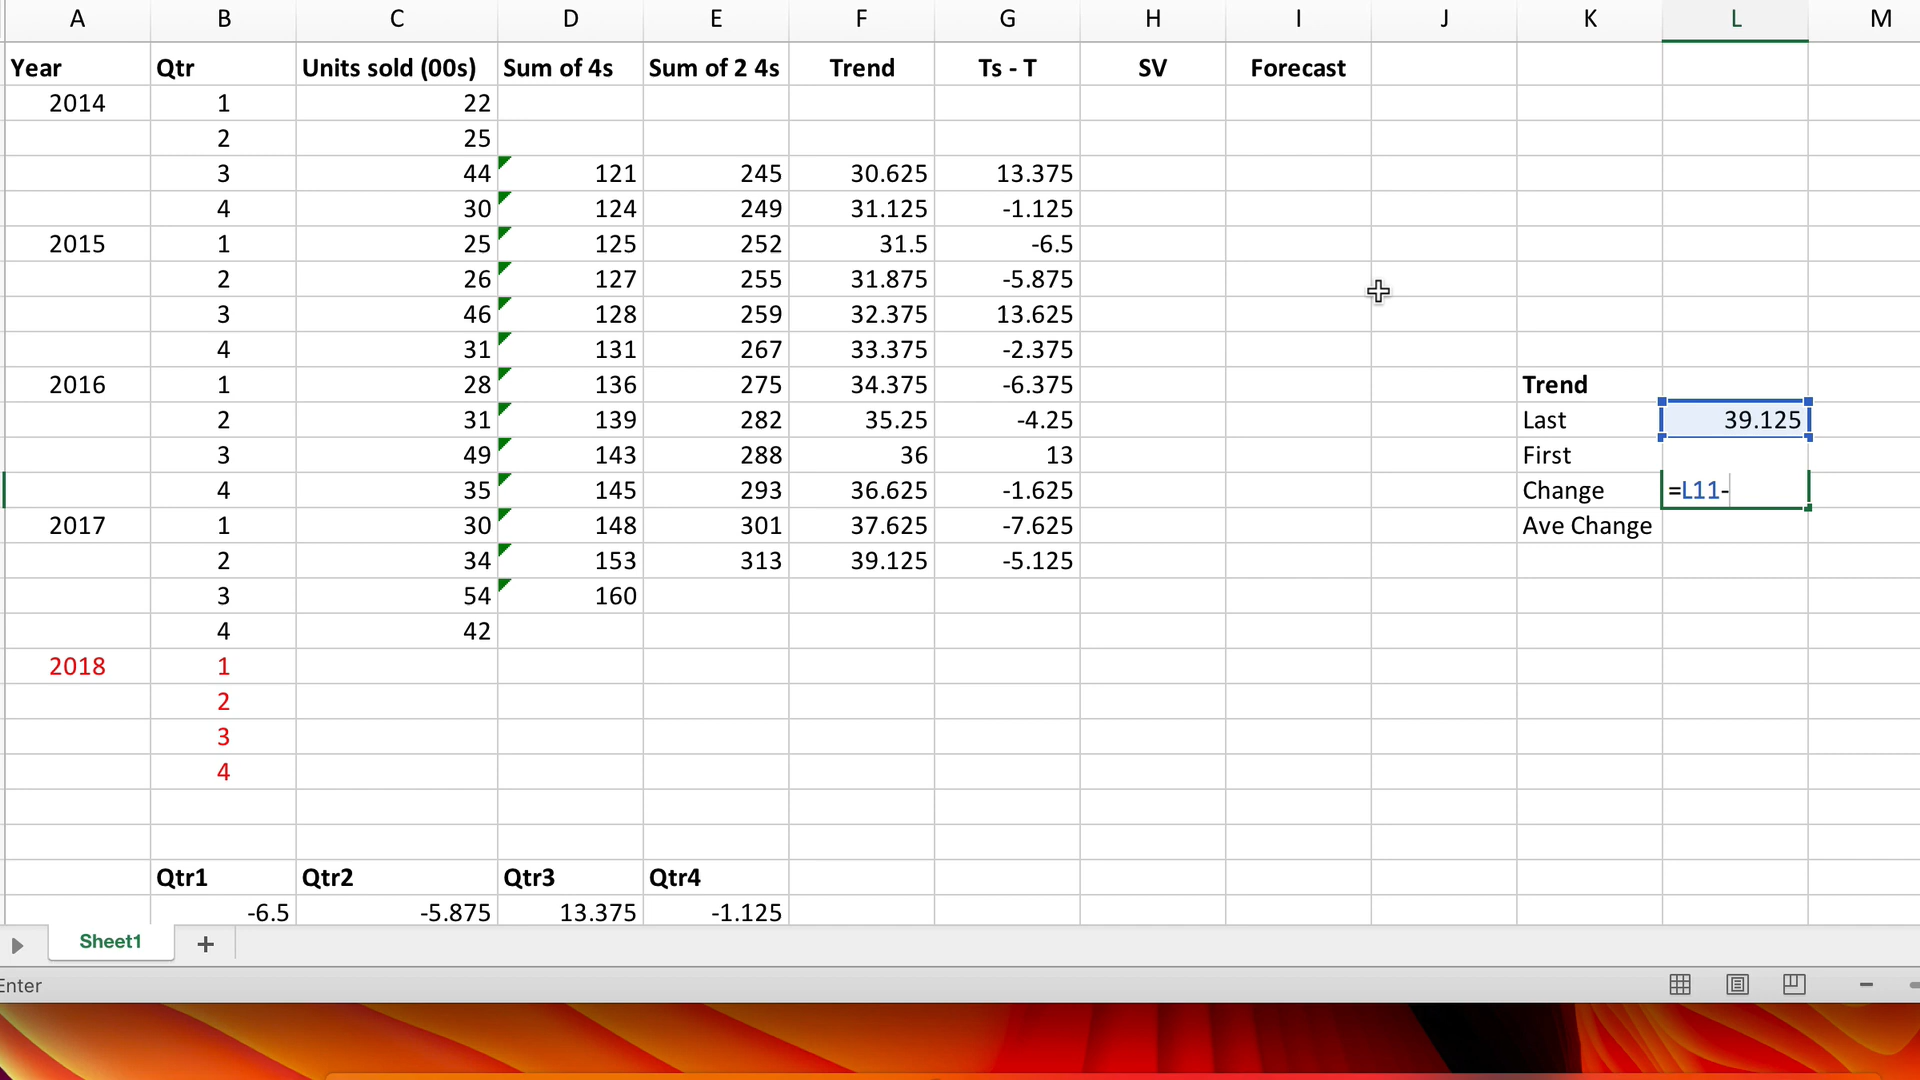 A B C D E F G H I J K L M
Year Qtr Units sold (00s) Sum of 4s Sum of 2 4s Trend Ts - T SV Forecast
2014 1 22
2 25
3 44 121 245 30.625 13.375
4 30 124 249 31.125 -1.125
2015 1 25 125 252 31.5 -6.5
2 26 127 255 31.875 -5.875
3 46 128 259 32.375 13.625
4 31 131 267 33.375 -2.375
2016 1 28 136 275 34.375 -6.375 Trend
2 31 139 282 35.25 -4.25 Last 39.125
3 49 143 288 36 13 First
4 35 145 293 36.625 -1.625 Change =L11-
2017 1 30 148 301 37.625 -7.625 Ave Change
2 34 153 313 39.125 -5.125
3 54 160
4 42
2018 1
2
3
4
Qtr1 Qtr2 Qtr3 Qtr4
-6.5 -5.875 13.375 -1.125
Sheet1 +
Enter